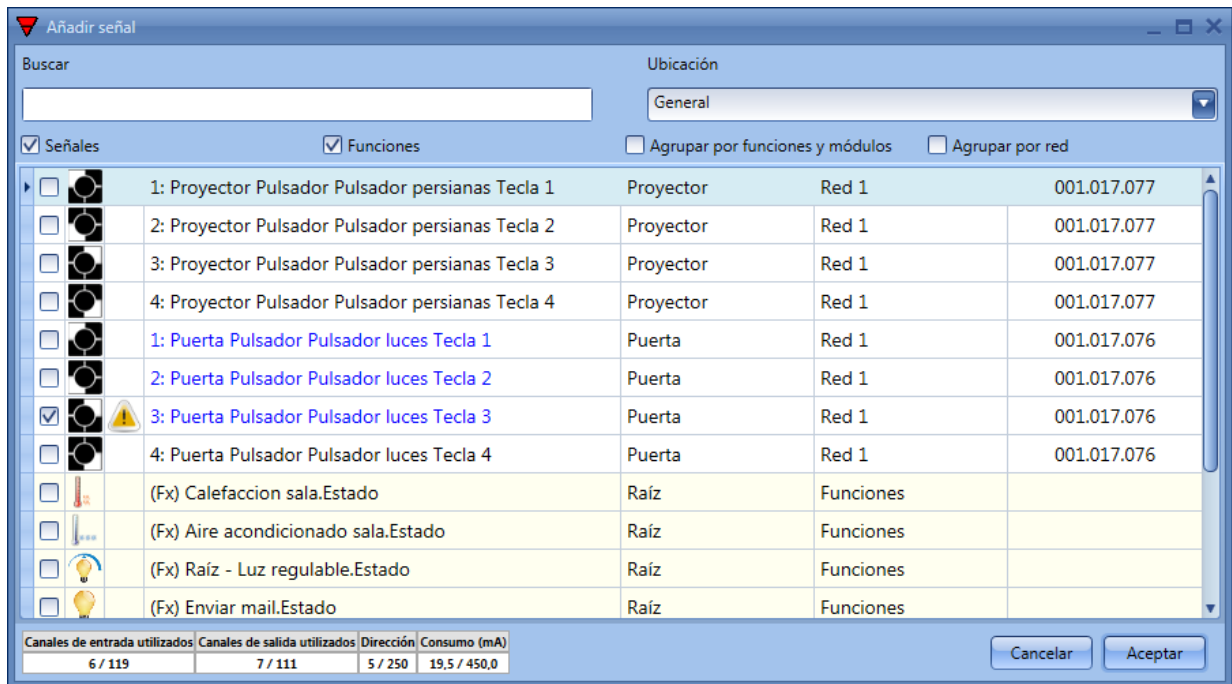 Añadir señal
Buscar Ubicación
General
Señales Funciones Agrupar por funciones y módulos Agrupar por red
1: Proyector Pulsador Pulsador persianas Tecla 1 Proyector Red 1 001.017.077
2: Proyector Pulsador Pulsador persianas Tecla 2 Proyector Red 1 001.017.077
3: Proyector Pulsador Pulsador persianas Tecla 3 Proyector Red 1 001.017.077
4: Proyector Pulsador Pulsador persianas Tecla 4 Proyector Red 1 001.017.077
1: Puerta Pulsador Pulsador luces Tecla 1 Puerta Red 1 001.017.076
2: Puerta Pulsador Pulsador luces Tecla 2 Puerta Red 1 001.017.076
3: Puerta Pulsador Pulsador luces Tecla 3 Puerta Red 1 001.017.076
4: Puerta Pulsador Pulsador luces Tecla 4 Puerta Red 1 001.017.076
(Fx) Calefaccion sala.Estado Raíz Funciones
(Fx) Aire acondicionado sala.Estado Raíz Funciones
(Fx) Raíz - Luz regulable.Estado Raíz Funciones
(Fx) Enviar mail.Estado Raíz Funciones
Canales de entrada utilizados Canales de salida utilizados Dirección Consumo (mA)
6 / 119 7 / 111 5 / 250 19,5 / 450,0
Cancelar Aceptar